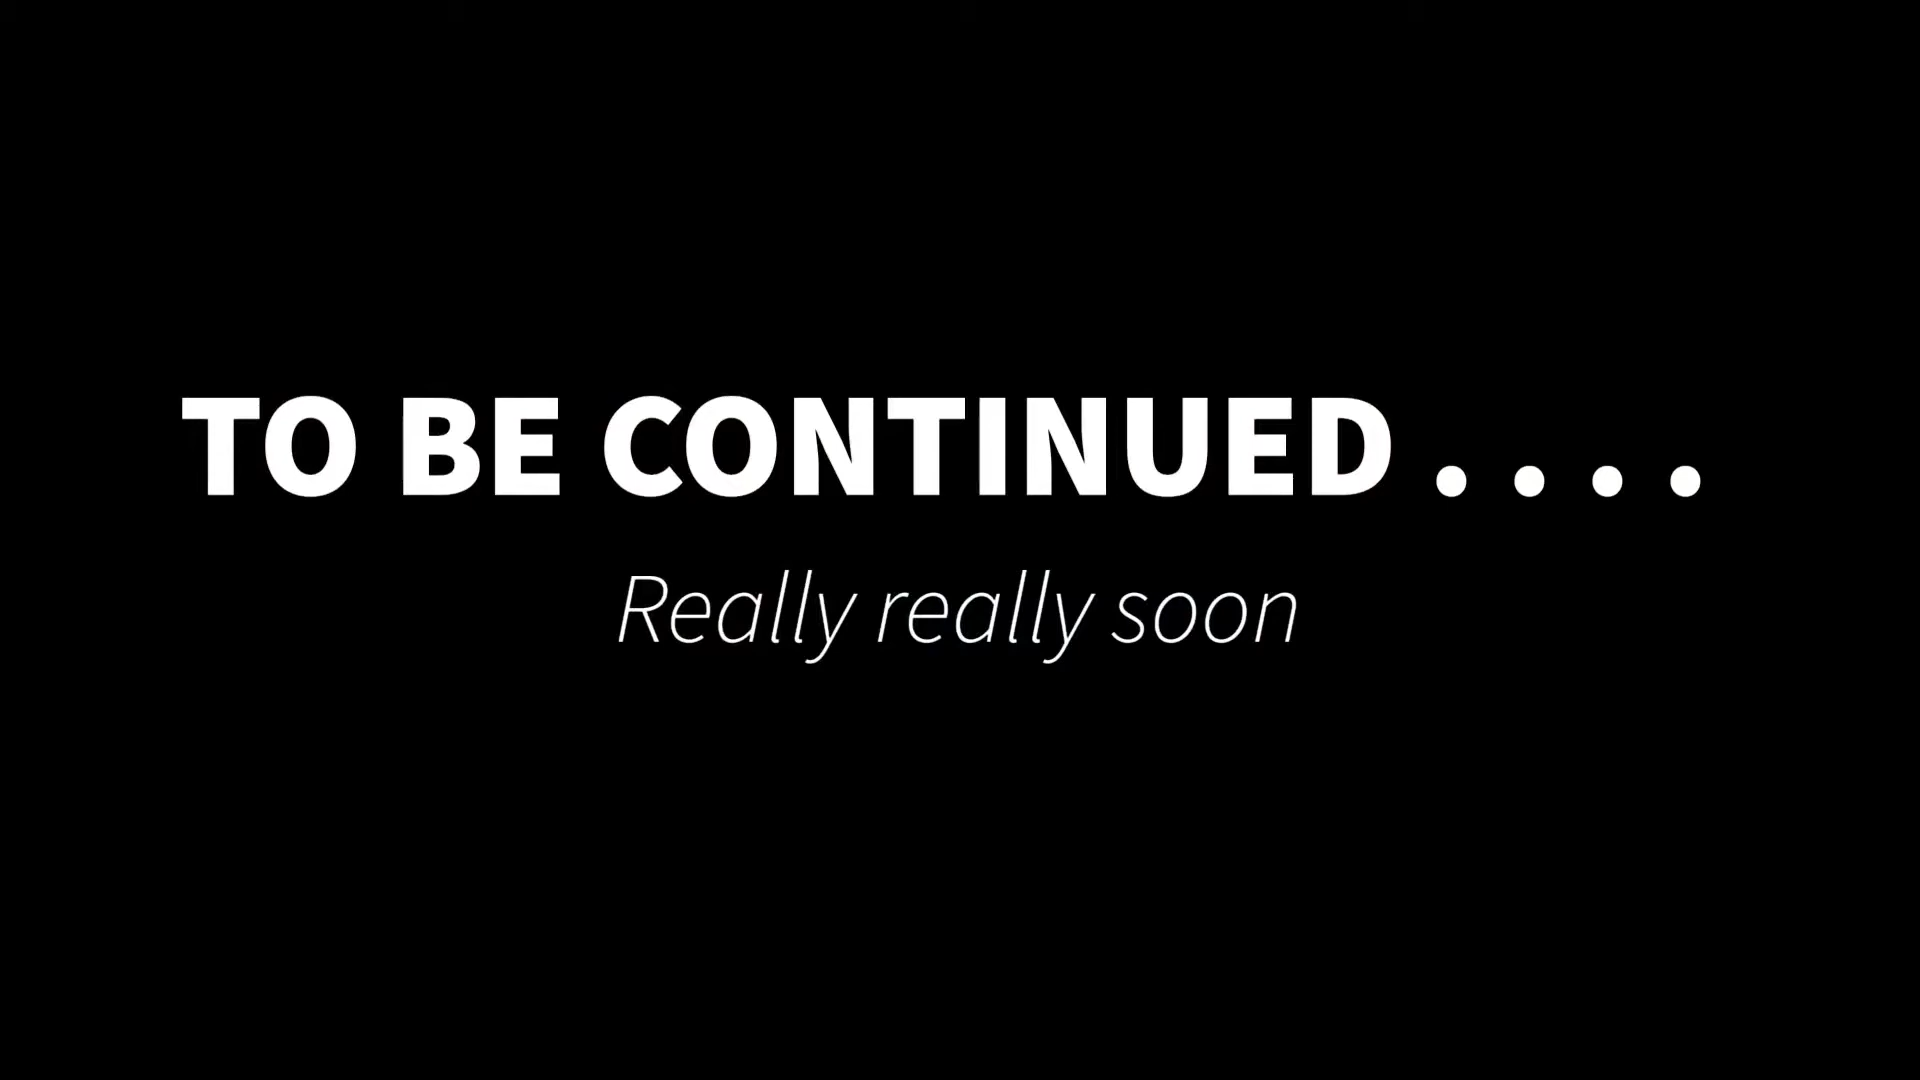 TO BE CONTINUED . . . .
Really really soon